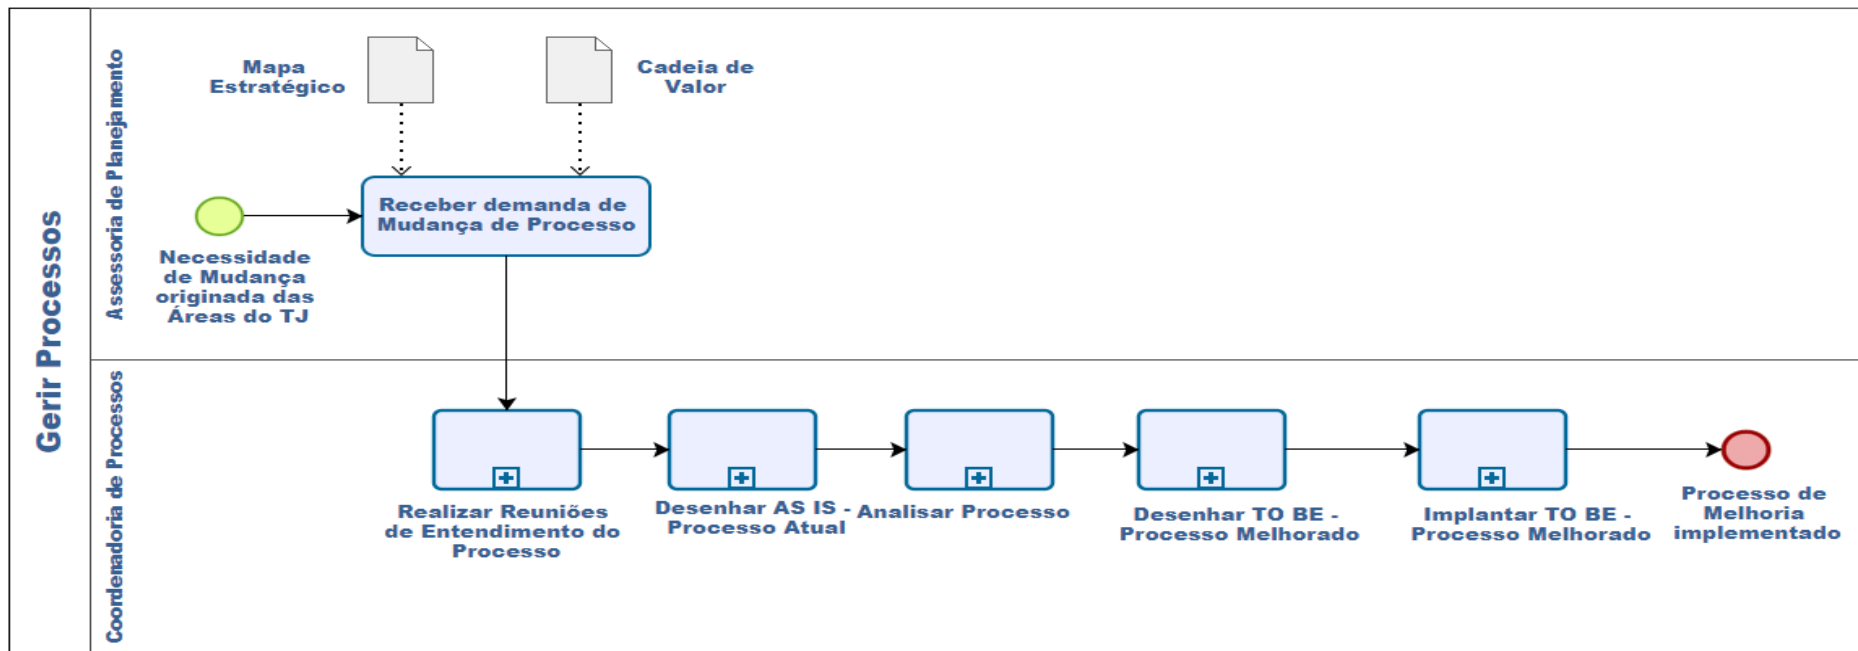 Gerir Processos
Assessoria de Planejamento
Mapa
Estratégico
Cadeia de
Valor
Receber demanda de
Mudança de Processo
Necessidade
de Mudança
originada das
Áreas do TJ
Coordenadoria de Processos
Realizar Reuniões
de Entendimento do
Processo
Desenhar AS IS -
Processo Atual
Analisar Processo
Desenhar TO BE -
Processo Melhorado
Implantar TO BE -
Processo Melhorado
Processo de
Melhoria
implementado